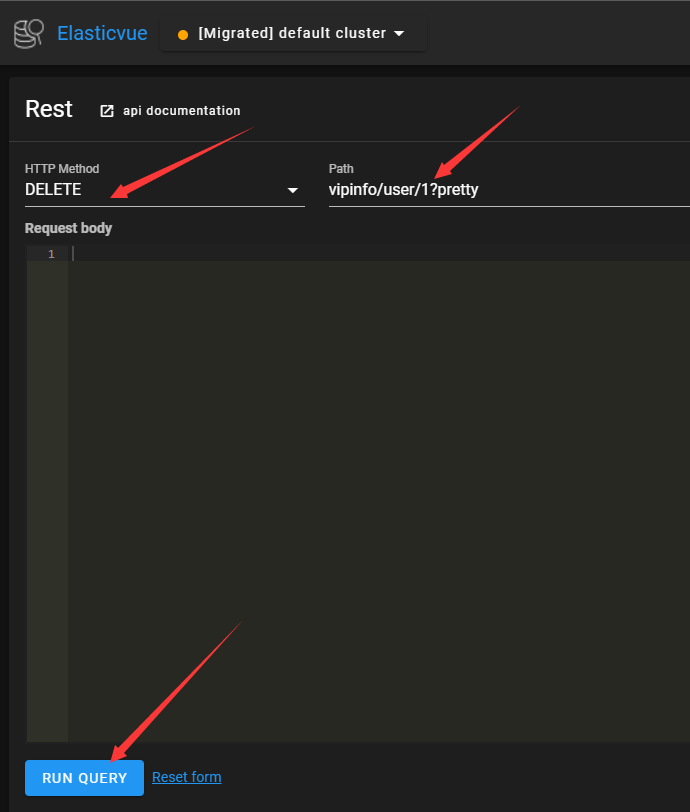 Elasticvue
[Migrated] default cluster
Rest
api documentation
HTTP Method
Path
DELETE
vipinfo/user/1?pretty
Request body
1
RUN QUERY
Reset form